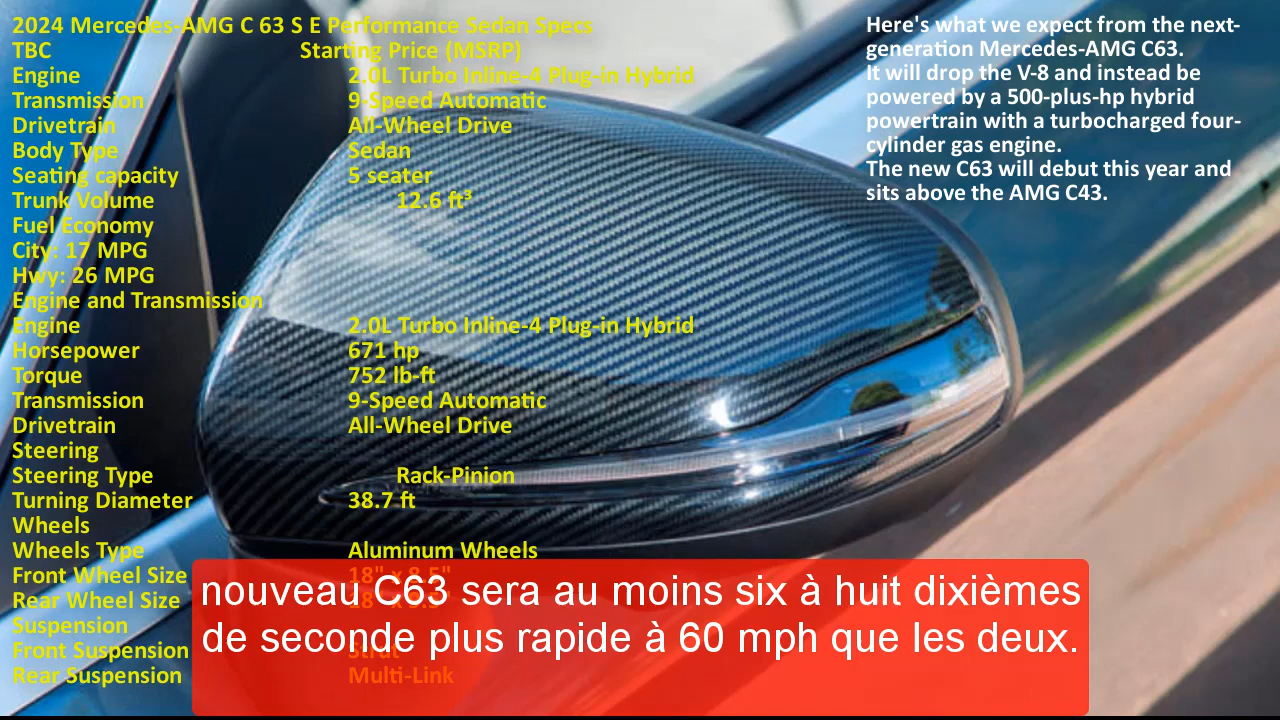 2024 Mercedes-AMG C 63 S E Performance Sedan Specs
TBC Starting Price (MSRP)
Engine 2.0L Turbo Inline-4 Plug-in Hybrid
Transmission 9-Speed Automatic
Drivetrain All-Wheel Drive
Body Type Sedan
Seating capacity 5 seater
Trunk Volume 12.6 ft³
Fuel Economy
City: 17 MPG
Hwy: 26 MPG
Engine and Transmission
Engine 2.0L Turbo Inline-4 Plug-in Hybrid
Horsepower 671 hp
Torque 752 lb-ft
Transmission 9-Speed Automatic
Drivetrain All-Wheel Drive
Steering
Steering Type Rack-Pinion
Turning Diameter 38.7 ft
Wheels
Wheels Type Aluminum Wheels
Front Wheel Size 18" x 8.5"
Rear Wheel Size 18" x 9.5"
Suspension
Front Suspension Strut
Rear Suspension Multi-Link
Here's what we expect from the next-
generation Mercedes-AMG C63.
It will drop the V-8 and instead be
powered by a 500-plus-hp hybrid
powertrain with a turbocharged four-
cylinder gas engine.
The new C63 will debut this year and
sits above the AMG C43.
nouveau C63 sera au moins six à huit dixièmes
de seconde plus rapide à 60 mph que les deux.